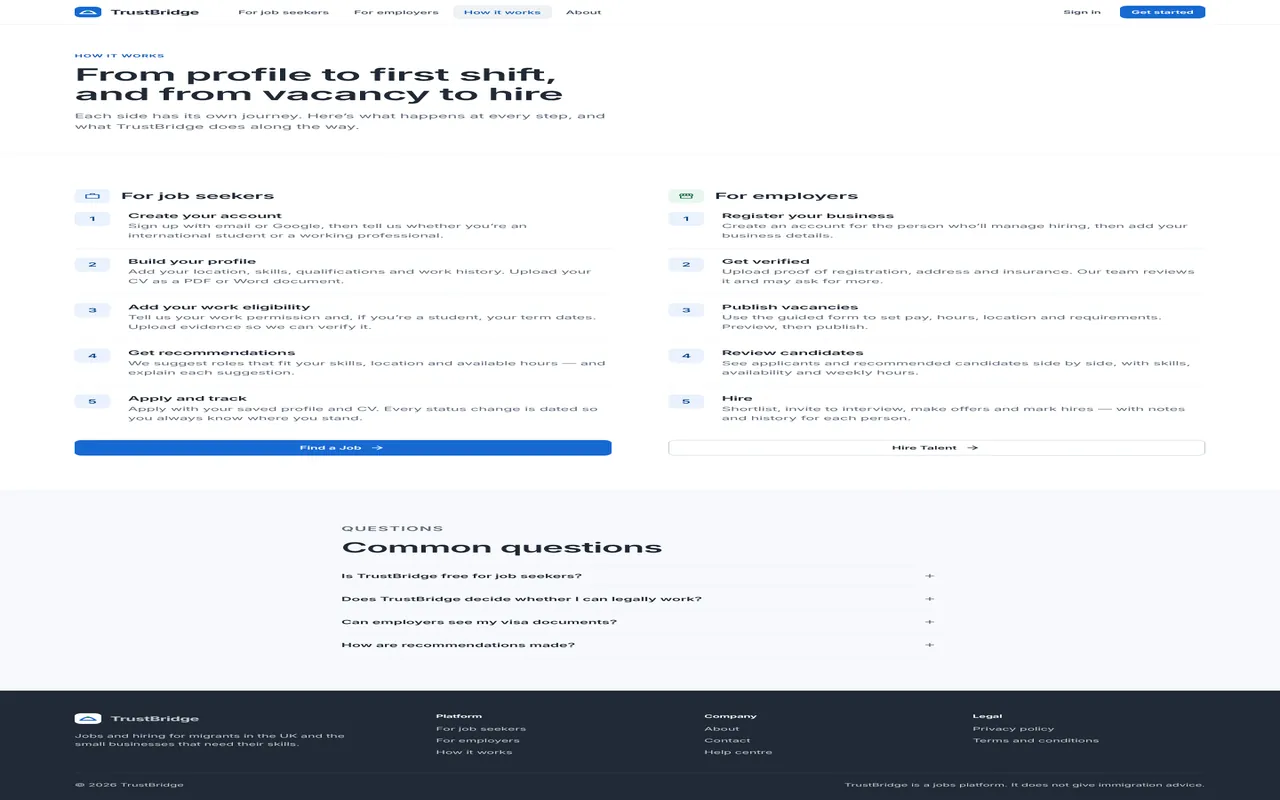 TrustBridge
For job seekers
For employers
How it works
About
Sign in
Get started
HOW IT WORKS
From profile to first shift,
and from vacancy to hire
Each side has its own journey. Here's what happens at every step, and
what TrustBridge does along the way.
For job seekers
1
Create your account
Sign up with email or Google, then tell us whether you're an
international student or a working professional.
2
Build your profile
Add your location, skills, qualifications and work history. Upload your
CV as a PDF or Word document.
3
Add your work eligibility
Tell us your work permission and, if you're a student, your term dates.
Upload evidence so we can verify it.
4
Get recommendations
We suggest roles that fit your skills, location and available hours — and
explain each suggestion.
5
Apply and track
Apply with your saved profile and CV. Every status change is dated so
you always know where you stand.
Find a Job →
For employers
1
Register your business
Create an account for the person who'll manage hiring, then add your
business details.
2
Get verified
Upload proof of registration, address and insurance. Our team reviews
it and may ask for more.
3
Publish vacancies
Use the guided form to set pay, hours, location and requirements.
Preview, then publish.
4
Review candidates
See applicants and recommended candidates side by side, with skills,
availability and weekly hours.
5
Hire
Shortlist, invite to interview, make offers and mark hires — with notes
and history for each person.
Hire Talent →
QUESTIONS
Common questions
Is TrustBridge free for job seekers? +
Does TrustBridge decide whether I can legally work? +
Can employers see my visa documents? +
How are recommendations made? +
TrustBridge
Jobs and hiring for migrants in the UK and the
small businesses that need their skills.
Platform
For job seekers
For employers
How it works
Company
About
Contact
Help centre
Legal
Privacy policy
Terms and conditions
© 2026 TrustBridge
TrustBridge is a jobs platform. It does not give immigration advice.